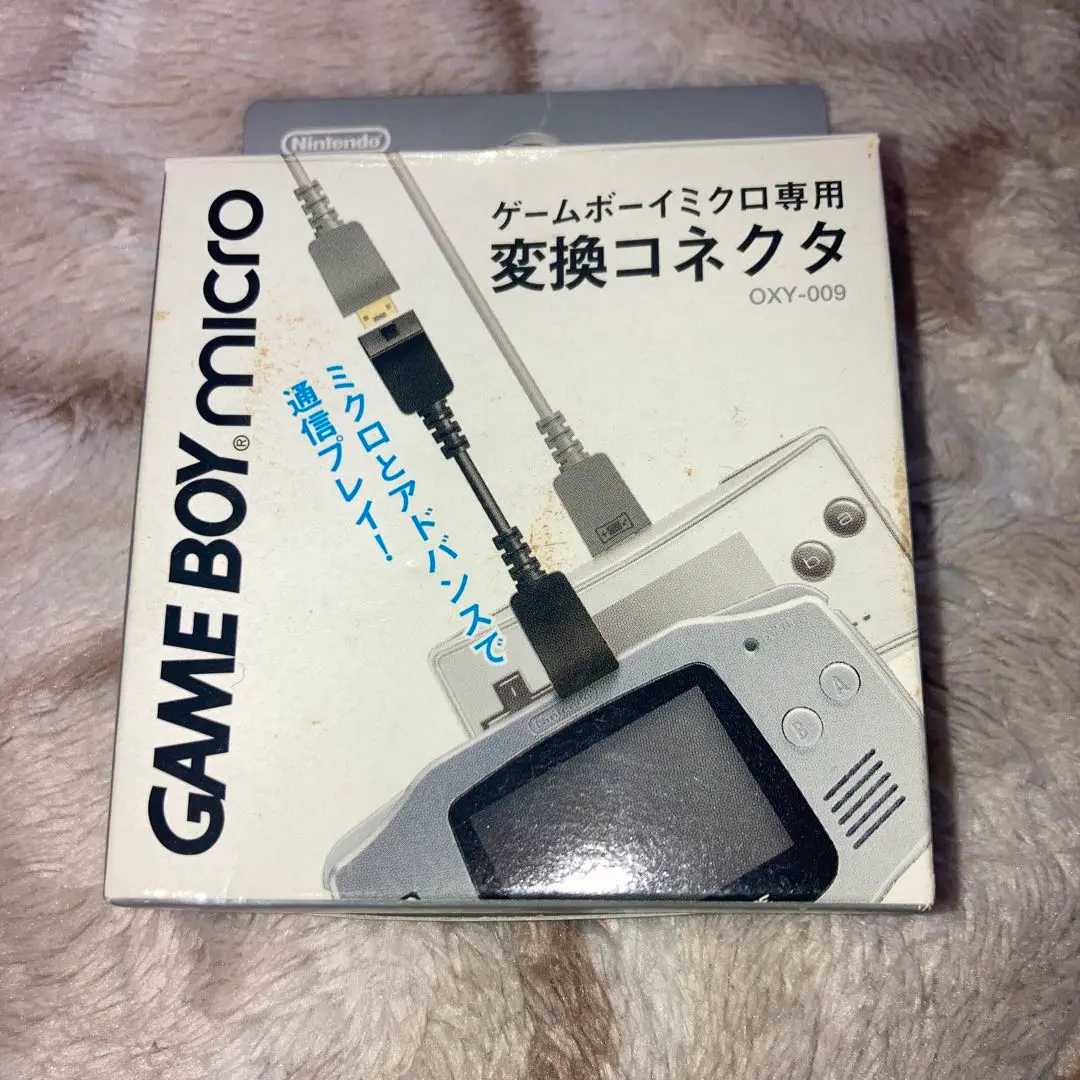 Nintendo
GAME BOY® micro
ゲームボーイミクロ専用
変換コネクタ
OXY-009
ミクロとアドバンスで
通信プレイ!
a
b
A
B
Nintendo